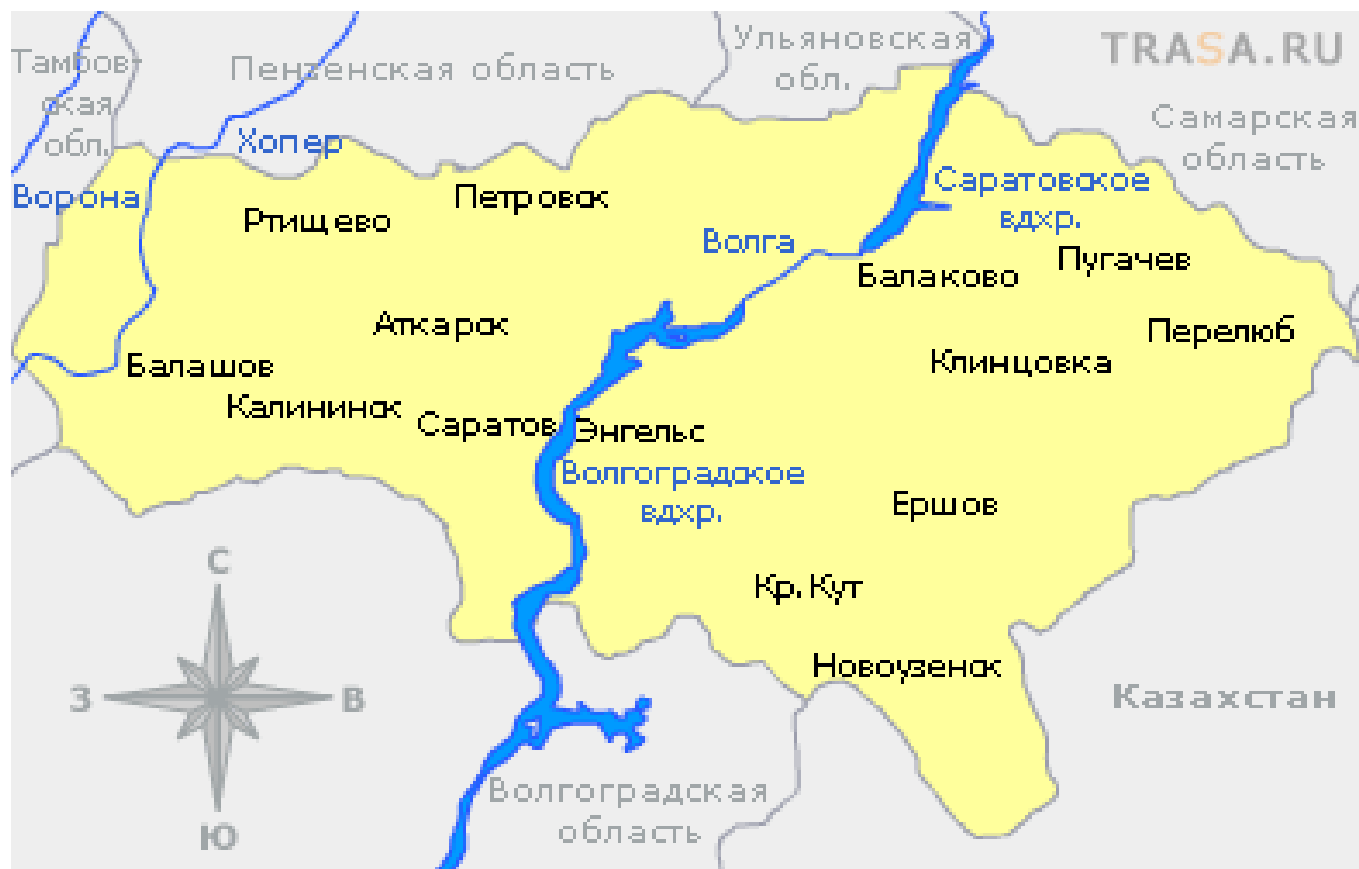 Ульяновская
обл.
TRASA.RU
Тамбов-
ская
обл.
Пензенская область
Самарская
область
Хопер
Ворона
Саратовское
вдхр.
Петровск
Ртищево
Волга
Пугачев
Балаково
Аткарск
Перелюб
Клинцовка
Балашов
Калининск
Саратов
Энгельс
Волгоградское
вдхр.
Ершов
Кр. Кут
Новоузенск
Казахстан
С
З
В
Ю
Волгоградская
область